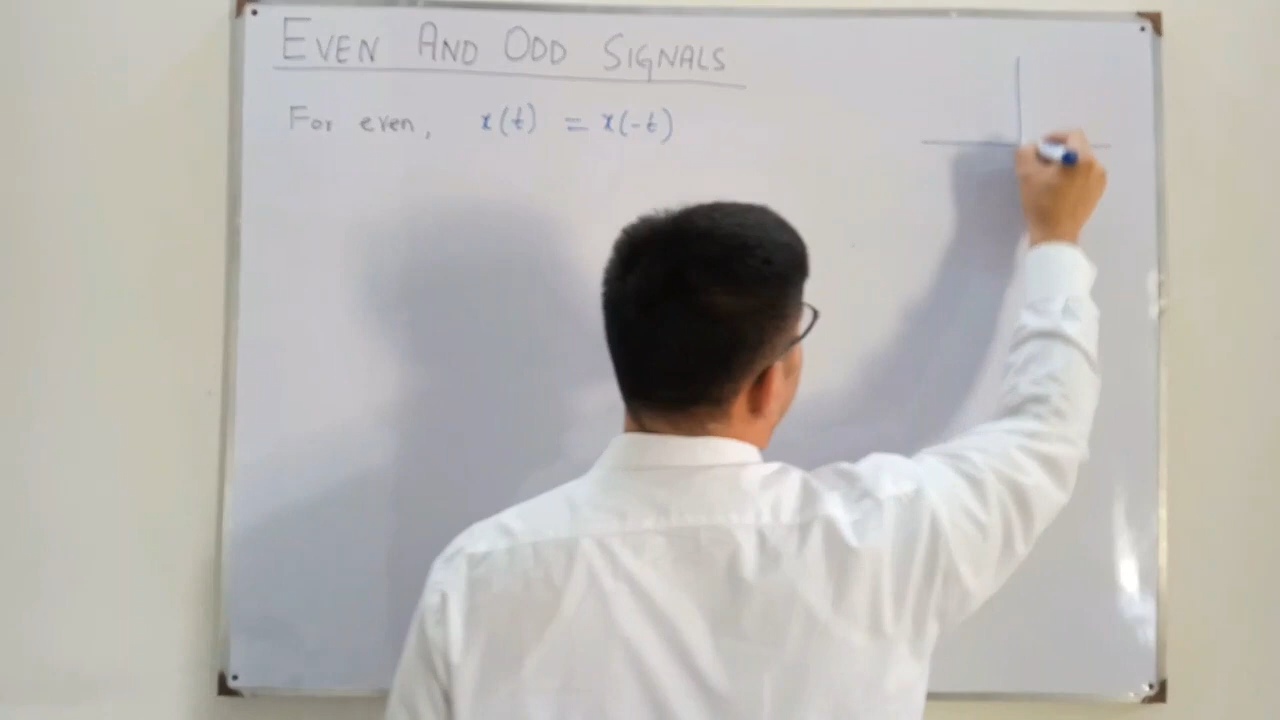 EVEN AND ODD SIGNALS
For even, x(t) = x(-t)